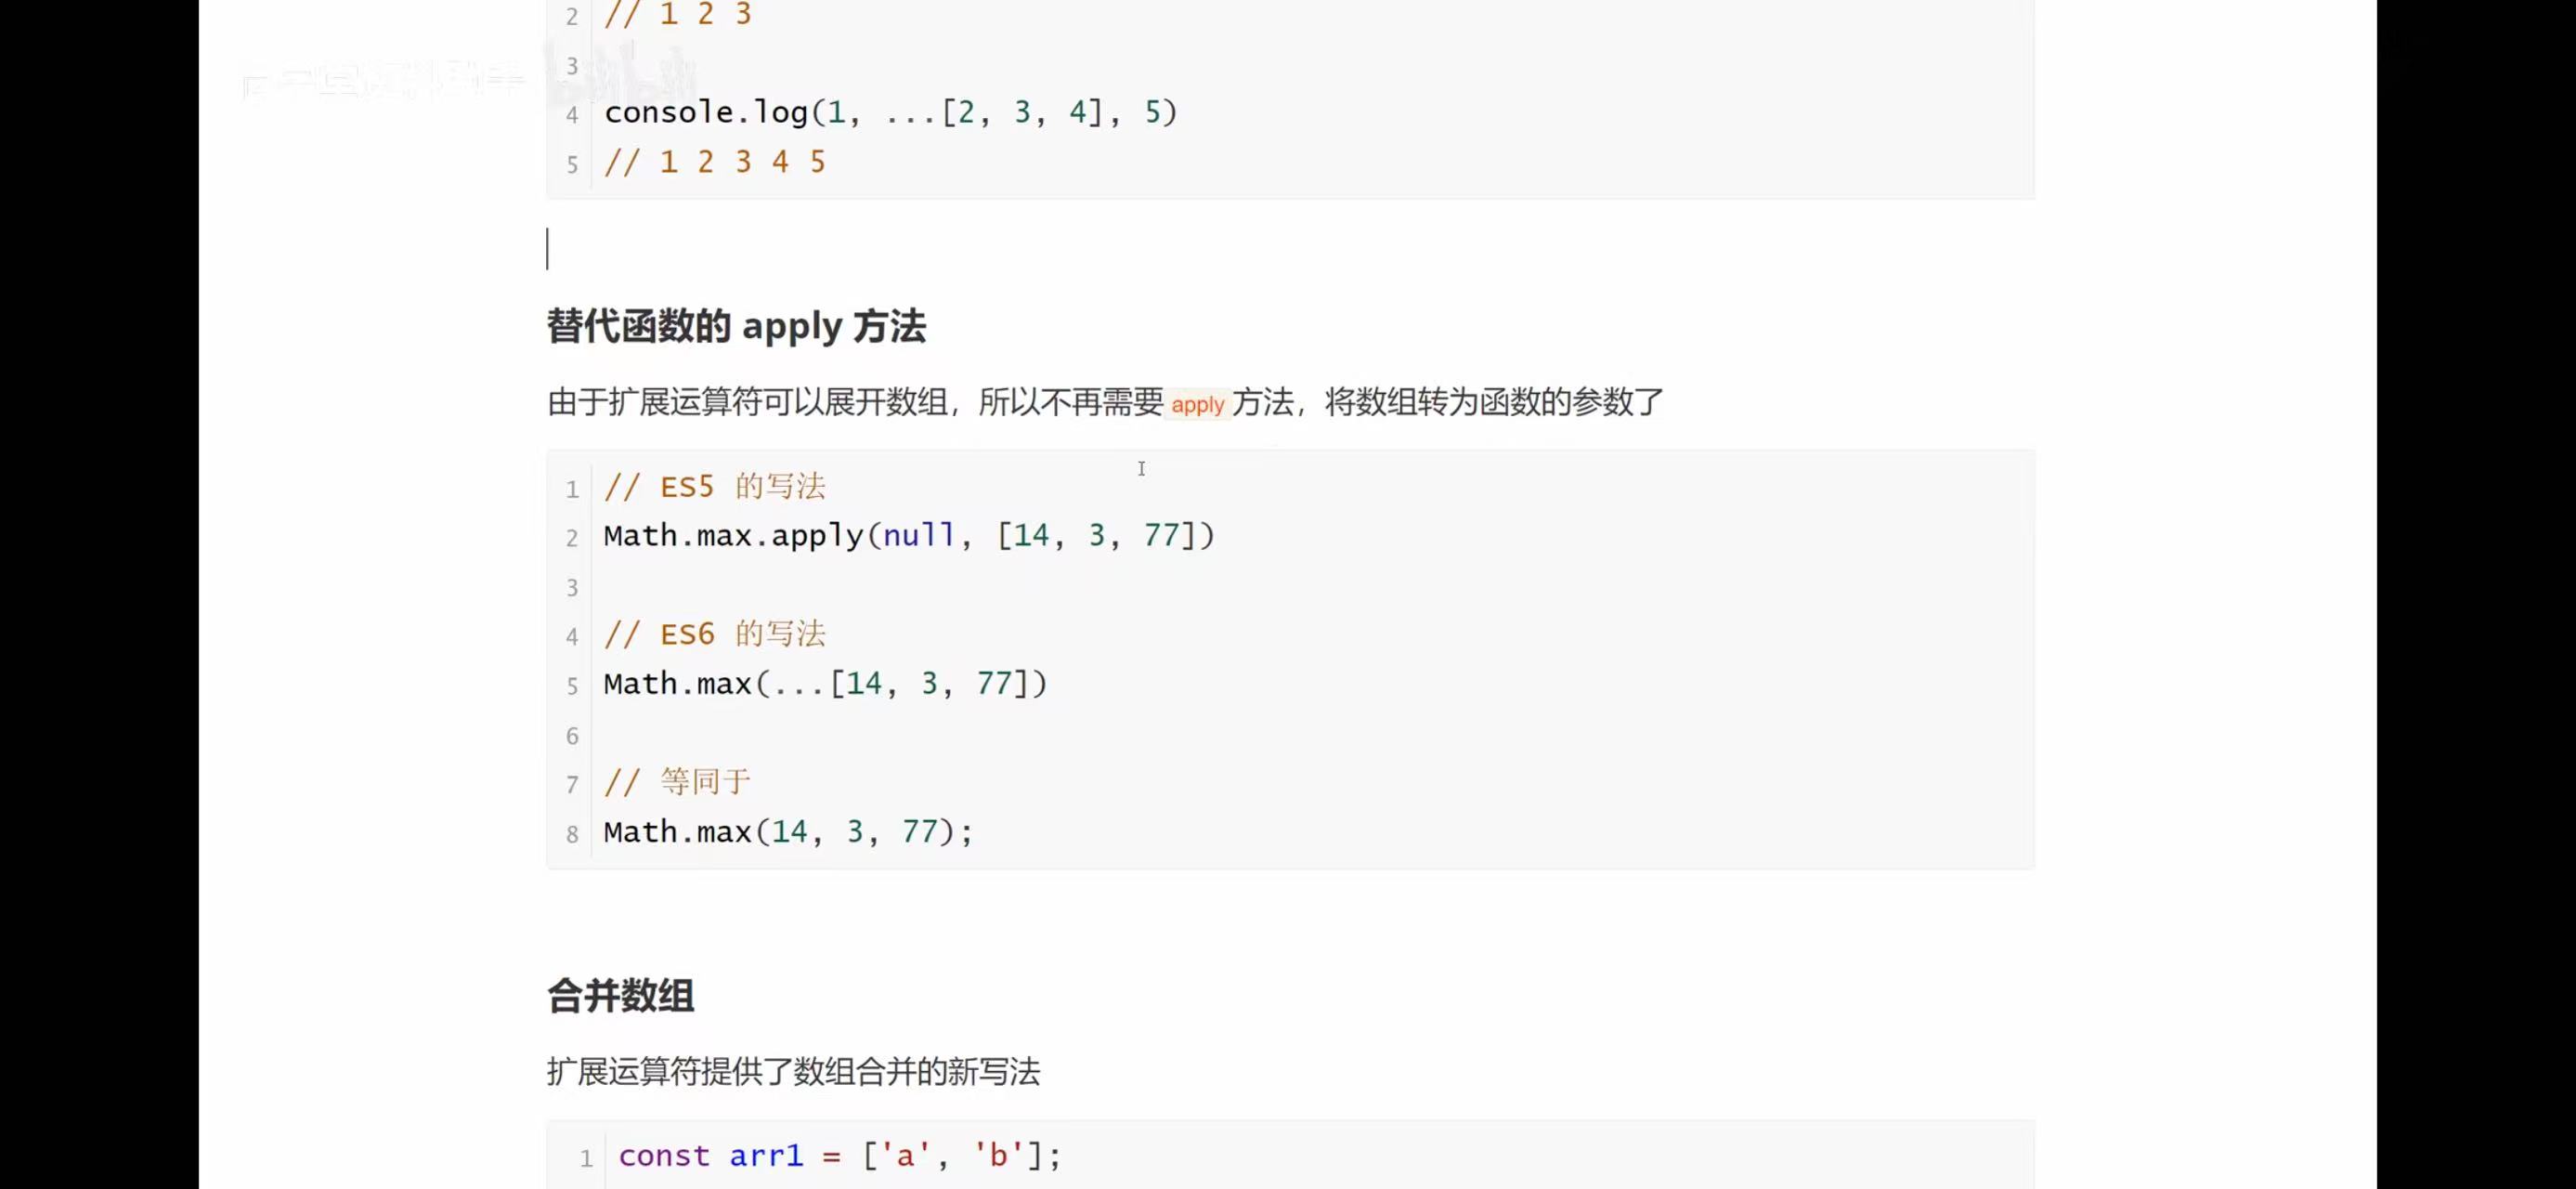 2 // 1 2 3
3
4 console.log(1, ...[2, 3, 4], 5)
5 // 1 2 3 4 5
替代函数的 apply 方法
由于扩展运算符可以展开数组，所以不再需要apply方法，将数组转为函数的参数了
1 // ES5 的写法
2 Math.max.apply(null, [14, 3, 77])
3
4 // ES6 的写法
5 Math.max(...[14, 3, 77])
6
7 // 等同于
8 Math.max(14, 3, 77);
合并数组
扩展运算符提供了数组合并的新写法
1 const arr1 = ['a', 'b'];